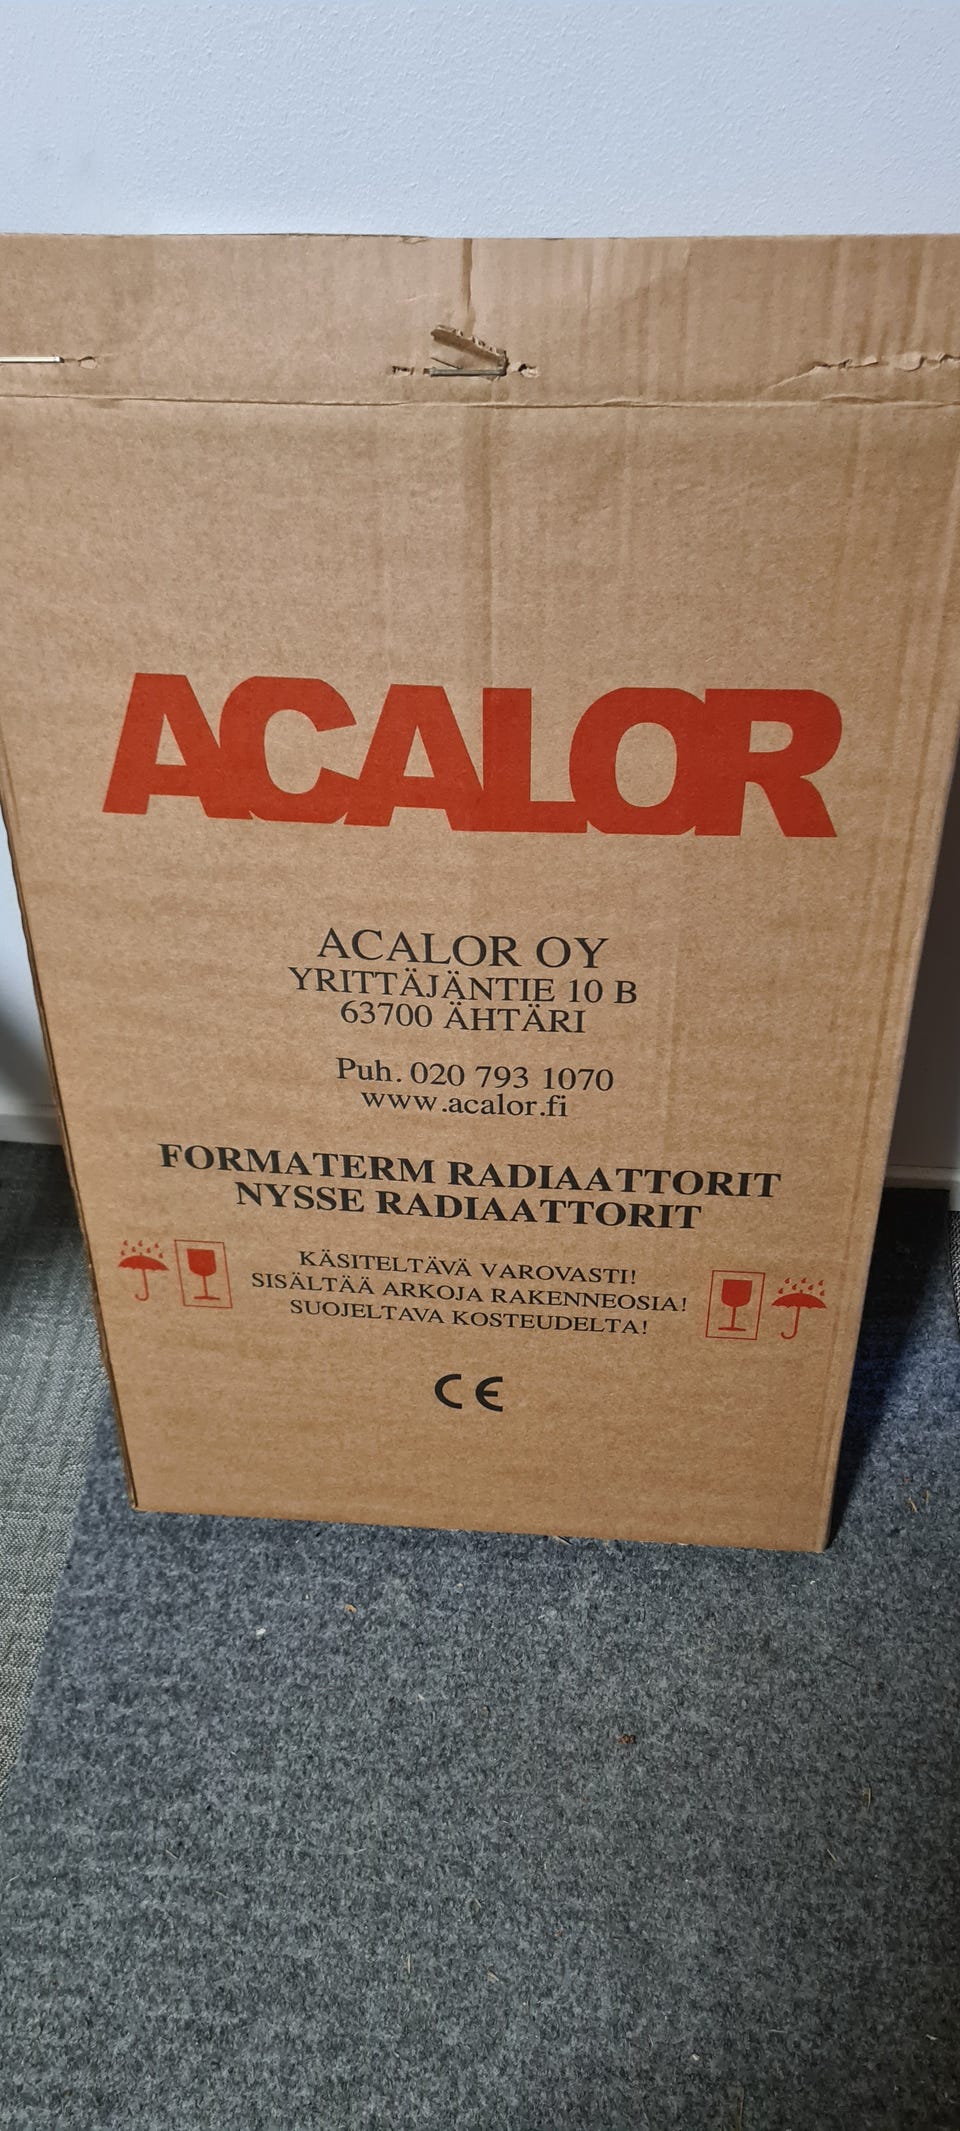 ACALOR
ACALOR OY
YRITTÄJÄNTIE 10 B
63700 ÄHTÄRI
Puh. 020 793 1070
www.acalor.fi
FORMATERM RADIAATTORIT
NYSSE RADIAATTORIT
KÄSITELTÄVÄ VAROVASTI!
SISÄLTÄÄ ARKOJA RAKENNEOSIA!
SUOJELTAVA KOSTEUDELTA!
CE